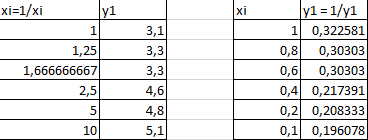 xi=1/xi y1 xi y1 = 1/y1
1 3,1 1 0,322581
1,25 3,3 0,8 0,30303
1,666666667 3,3 0,6 0,30303
2,5 4,6 0,4 0,217391
5 4,8 0,2 0,208333
10 5,1 0,1 0,196078